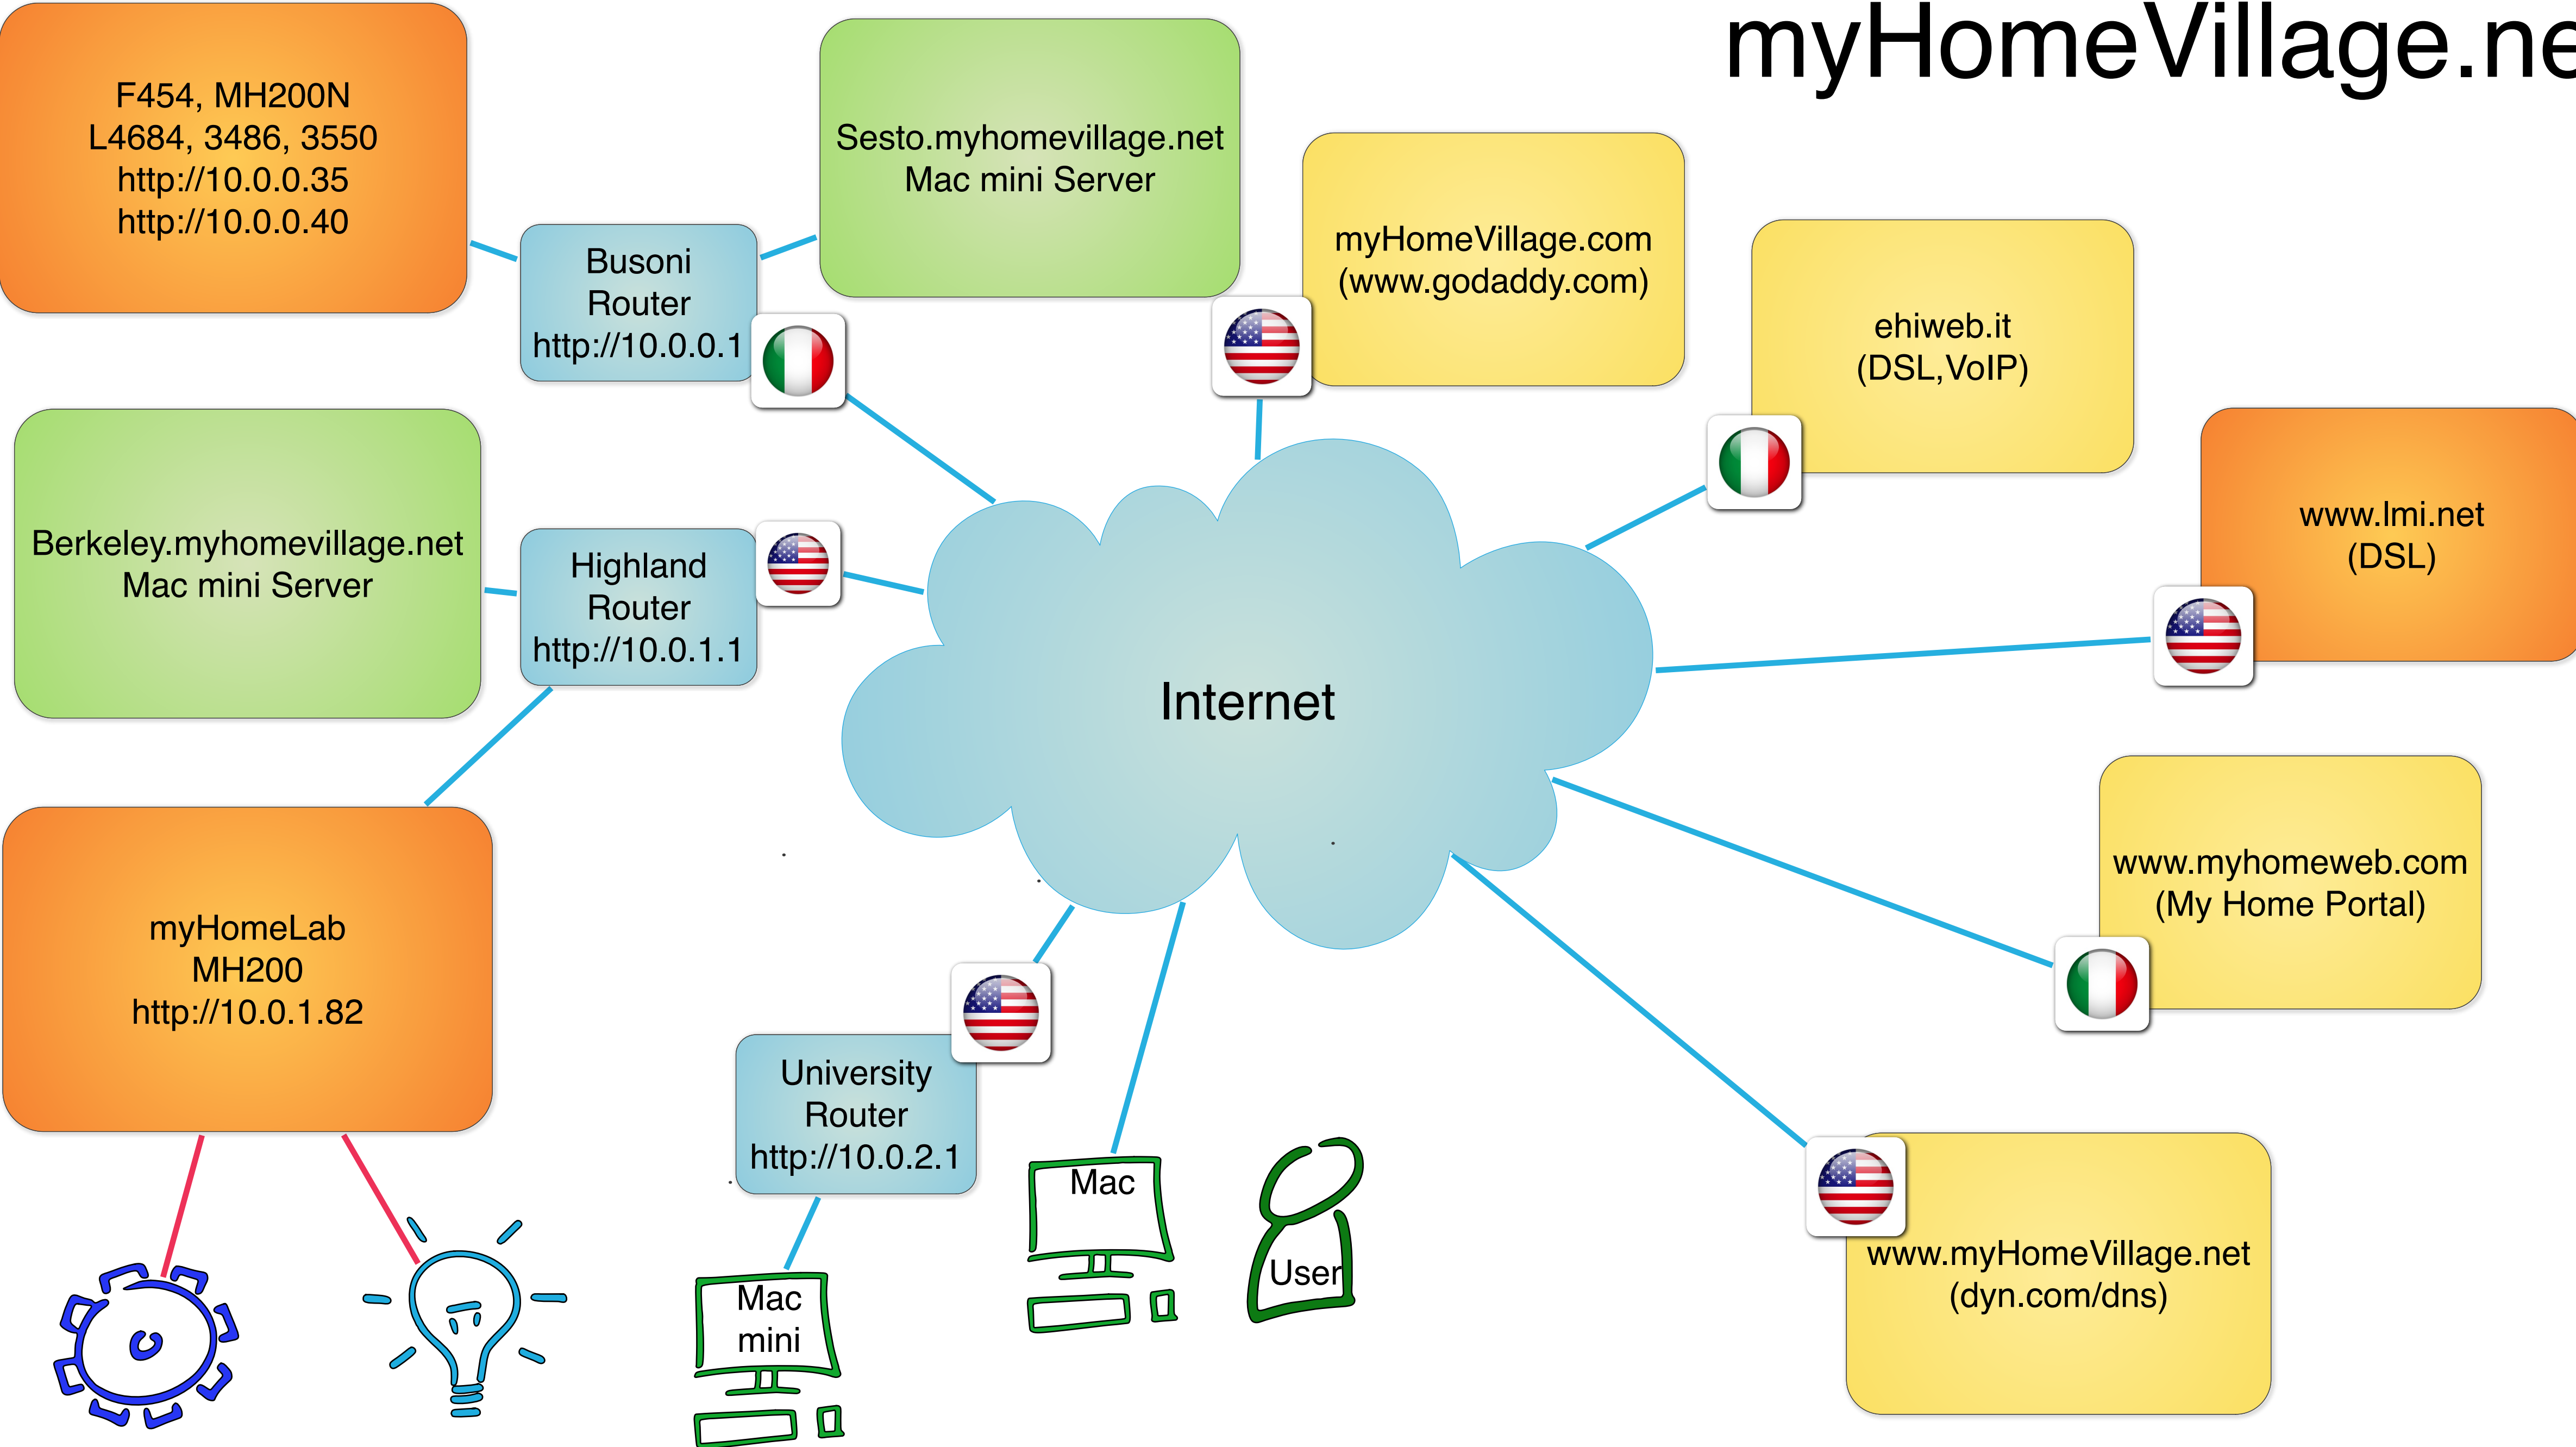 myHomeVillage.ne
F454, MH200N
L4684, 3486, 3550
http://10.0.0.35
http://10.0.0.40
Busoni
Router
http://10.0.0.1
Sesto.myhomevillage.net
Mac mini Server
myHomeVillage.com
(www.godaddy.com)
ehiweb.it
(DSL,VoIP)
www.lmi.net
(DSL)
Berkeley.myhomevillage.net
Mac mini Server
Highland
Router
http://10.0.1.1
Internet
www.myhomeweb.com
(My Home Portal)
myHomeLab
MH200
http://10.0.1.82
University
Router
http://10.0.2.1
Mac
User
Mac
mini
www.myHomeVillage.net
(dyn.com/dns)